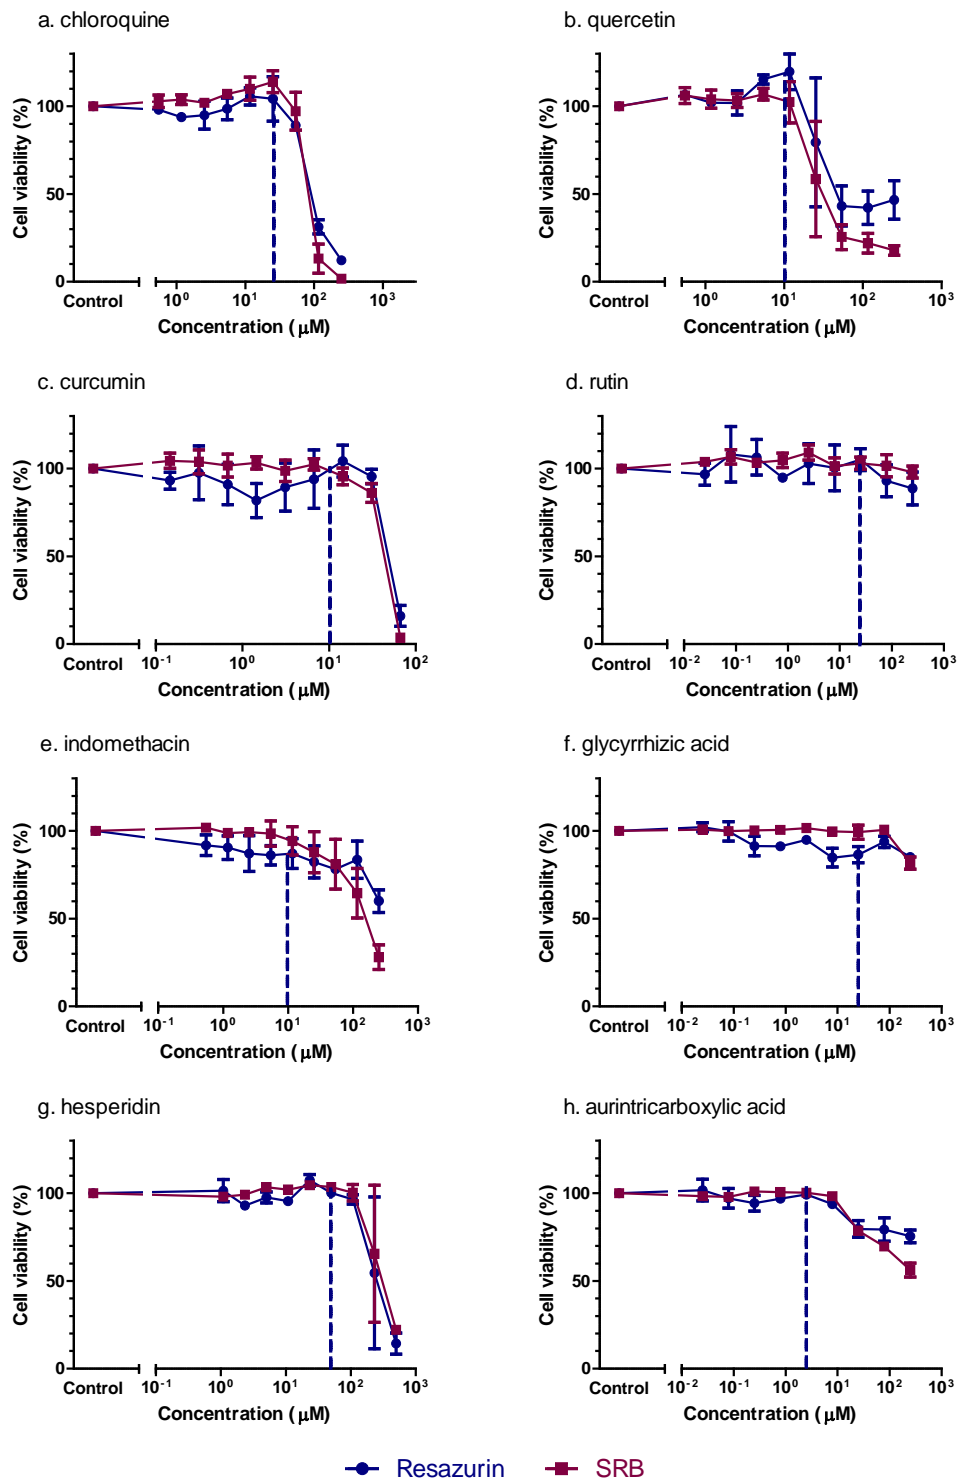 a. chloroquine
b. quercetin
Cell viability (%)
100
50
0
Control
10⁰ 10¹ 10² 10³
Concentration (μM)
Cell viability (%)
100
50
0
Control
10⁰ 10¹ 10² 10³
Concentration (μM)
c. curcumin
d. rutin
Cell viability (%)
100
50
0
Control
10⁻¹ 10⁰ 10¹ 10²
Concentration (μM)
Cell viability (%)
100
50
0
Control
10⁻² 10⁻¹ 10⁰ 10¹ 10² 10³
Concentration (μM)
e. indomethacin
f. glycyrrhizic acid
Cell viability (%)
100
50
0
Control
10⁻¹ 10⁰ 10¹ 10² 10³
Concentration (μM)
Cell viability (%)
100
50
0
Control
10⁻² 10⁻¹ 10⁰ 10¹ 10² 10³
Concentration (μM)
g. hesperidin
h. aurintricarboxylic acid
Cell viability (%)
100
50
0
Control
10⁻¹ 10⁰ 10¹ 10² 10³
Concentration (μM)
Cell viability (%)
100
50
0
Control
10⁻² 10⁻¹ 10⁰ 10¹ 10² 10³
Concentration (μM)
Resazurin SRB